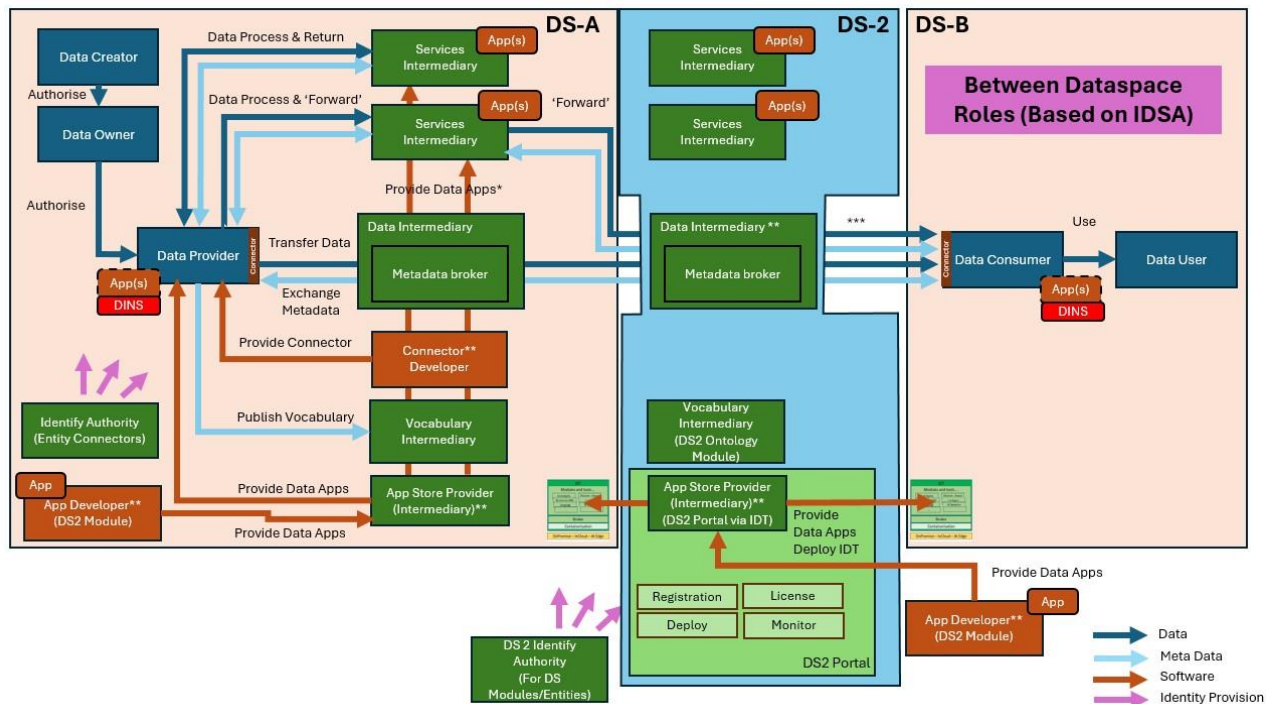 DS-A
DS-2
DS-B
Data Creator
Authorise
Data Owner
Authorise
Data Process & Return
Services
Intermediary
App(s)
Data Process & ‘Forward’
Services
Intermediary
App(s)
‘Forward’
Provide Data Apps*
Data Provider
Connector
App(s)
DINS
Transfer Data
Exchange
Metadata
Data Intermediary
Metadata broker
Provide Connector
Connector**
Developer
Identify Authority
(Entity Connectors)
Publish Vocabulary
Vocabulary
Intermediary
Provide Data Apps
App Store Provider
(Intermediary)**
App
App Developer**
(DS2 Module)
Provide Data Apps
Services
Intermediary
App(s)
Services
Intermediary
App(s)
Data Intermediary **
Metadata broker
Vocabulary
Intermediary
(DS2 Ontology
Module)
App Store Provider
(Intermediary)**
(DS2 Portal via IDT)
Provide
Data Apps
Deploy IDT
Registration
License
Deploy
Monitor
DS2 Portal
DS 2 Identify
Authority
(For DS
Modules/Entities)
Between Dataspace
Roles (Based on IDSA)
***
Connector
Data Consumer
App(s)
DINS
Use
Data User
Provide Data Apps
App
App Developer**
(DS2 Module)
Data
Meta Data
Software
Identity Provision